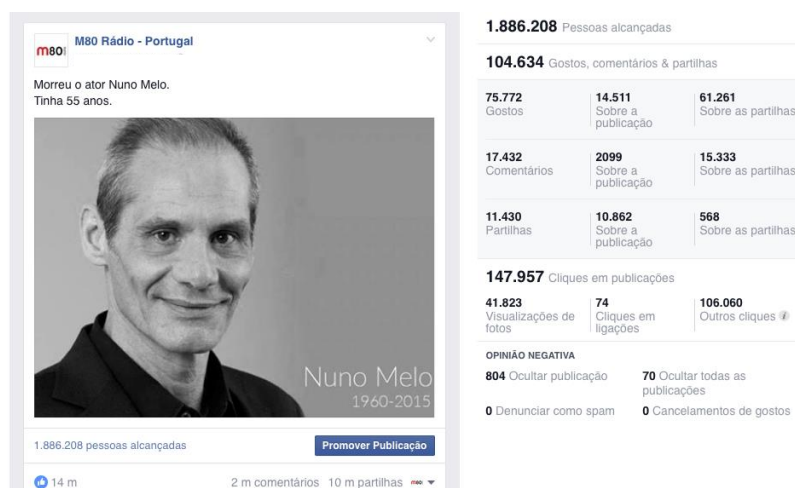 M80
M80 Rádio - Portugal
Morreu o ator Nuno Melo.
Tinha 55 anos.
Nuno Melo
1960-2015
1.886.208 pessoas alcançadas
Promover Publicação
14 m
2 m comentários 10 m partilhas
1.886.208 Pessoas alcançadas
104.634 Gostos, comentários & partilhas
75.772
Gostos
14.511
Sobre a
publicação
61.261
Sobre as partilhas
17.432
Comentários
2099
Sobre a
publicação
15.333
Sobre as partilhas
11.430
Partilhas
10.862
Sobre a
publicação
568
Sobre as partilhas
147.957 Cliques em publicações
41.823
Visualizações de
fotos
74
Cliques em
ligações
106.060
Outros cliques i
OPINIÃO NEGATIVA
804 Ocultar publicação
70 Ocultar todas as
publicações
0 Denunciar como spam
0 Cancelamentos de gostos